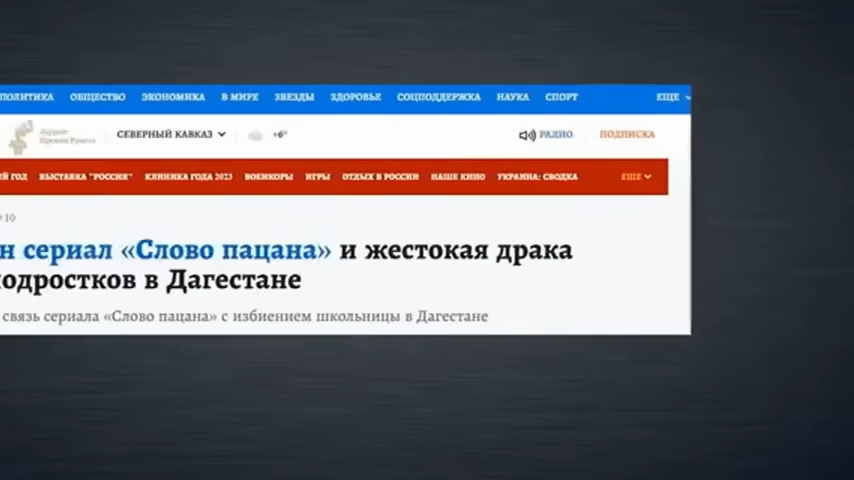 ПОЛИТИКА ОБЩЕСТВО ЭКОНОМИКА В МИРЕ ЗВЕЗДЫ ЗДОРОВЬЕ СОЦПОДДЕРЖКА НАУКА СПОРТ ЕЩЕ
СЕВЕРНЫЙ КАВКАЗ +6° РАДИО ПОДПИСКА
ИЙ ГОД ВЫСТАВКА "РОССИЯ" КЛИНИКА ГОДА 2023 ВОЕНКОРЫ ИГРЫ ОТДЫХ В РОССИИ НАШЕ КИНО УКРАИНА: СВОДКА ЕЩЕ
:10
н сериал «Слово пацана» и жестокая драка
подростков в Дагестане
связь сериала «Слово пацана» с избиением школьницы в Дагестане